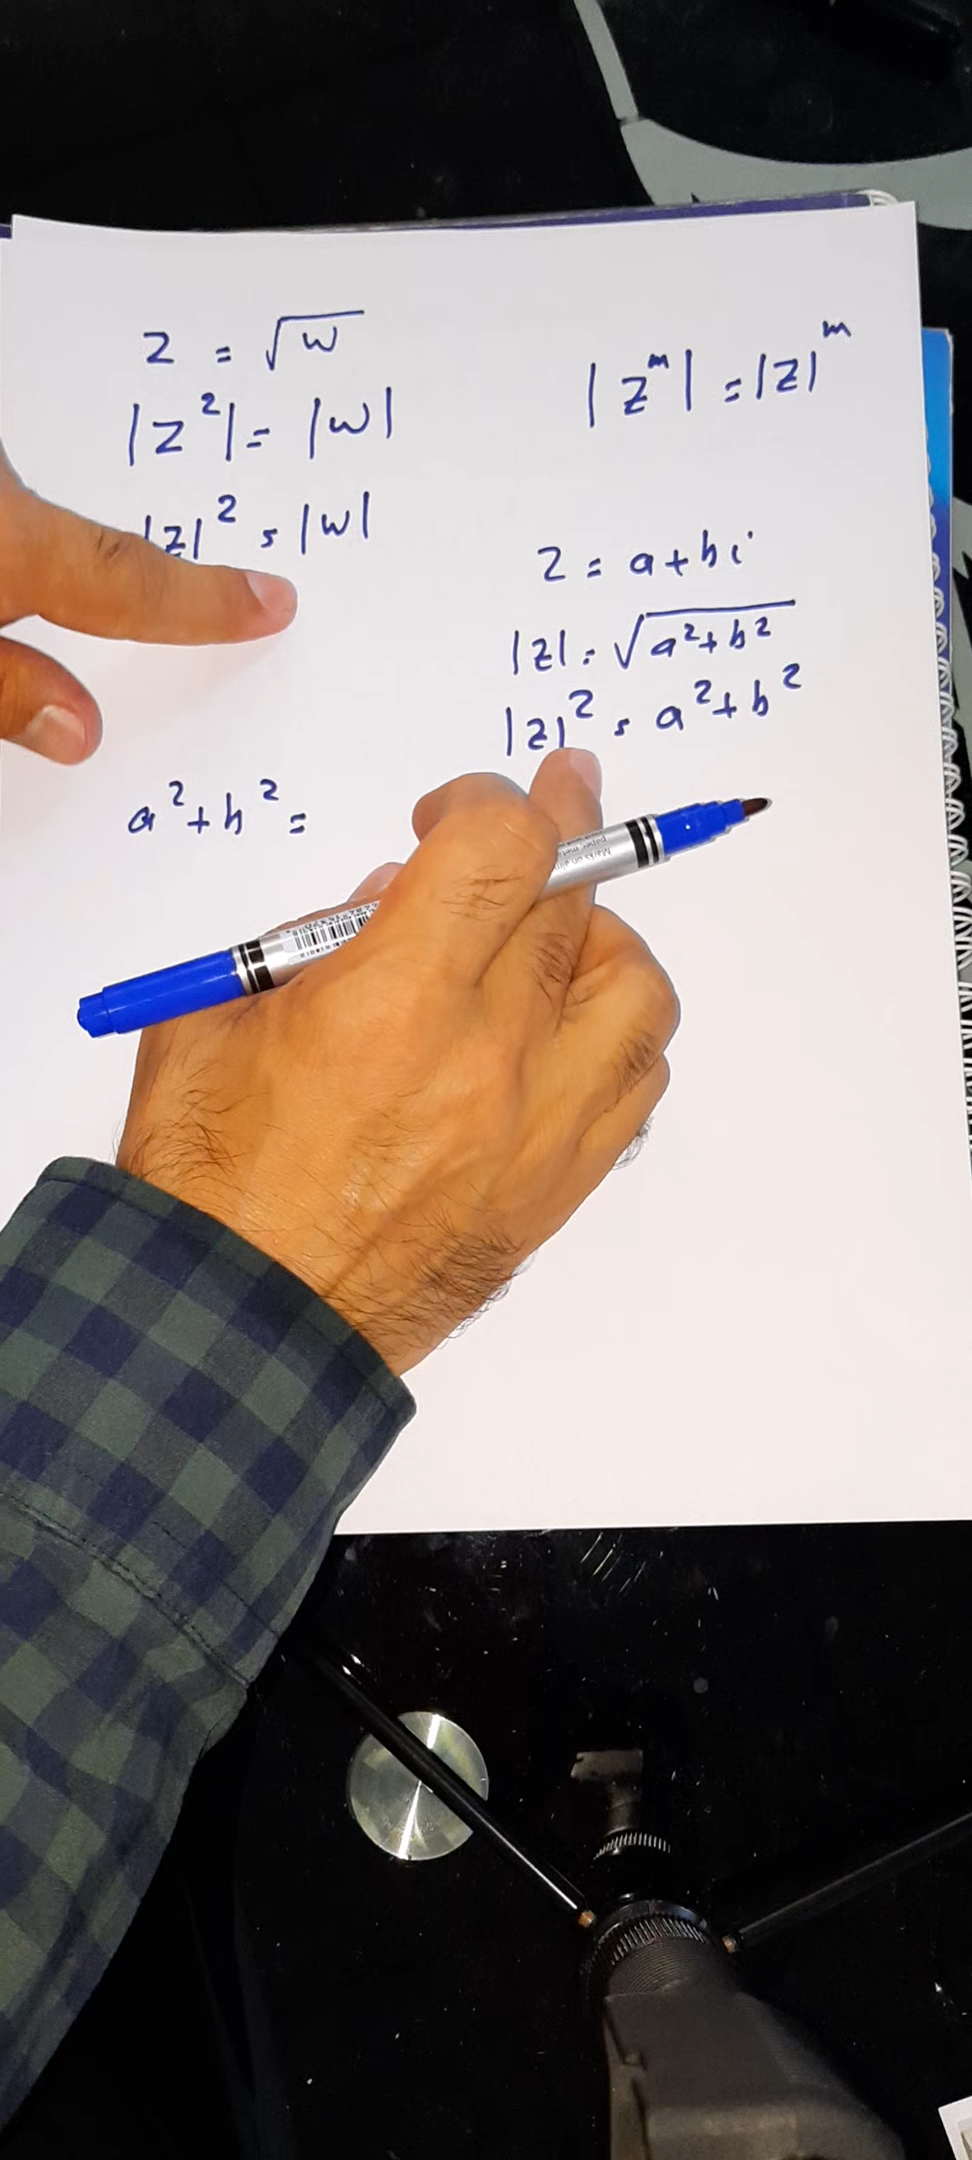 z = √w
|z²| = |w|
|z|² = |w|
|zᵐ| = |z|ᵐ
z = a+bi
|z| = √a²+b²
|z|² = a²+b²
a²+b² =